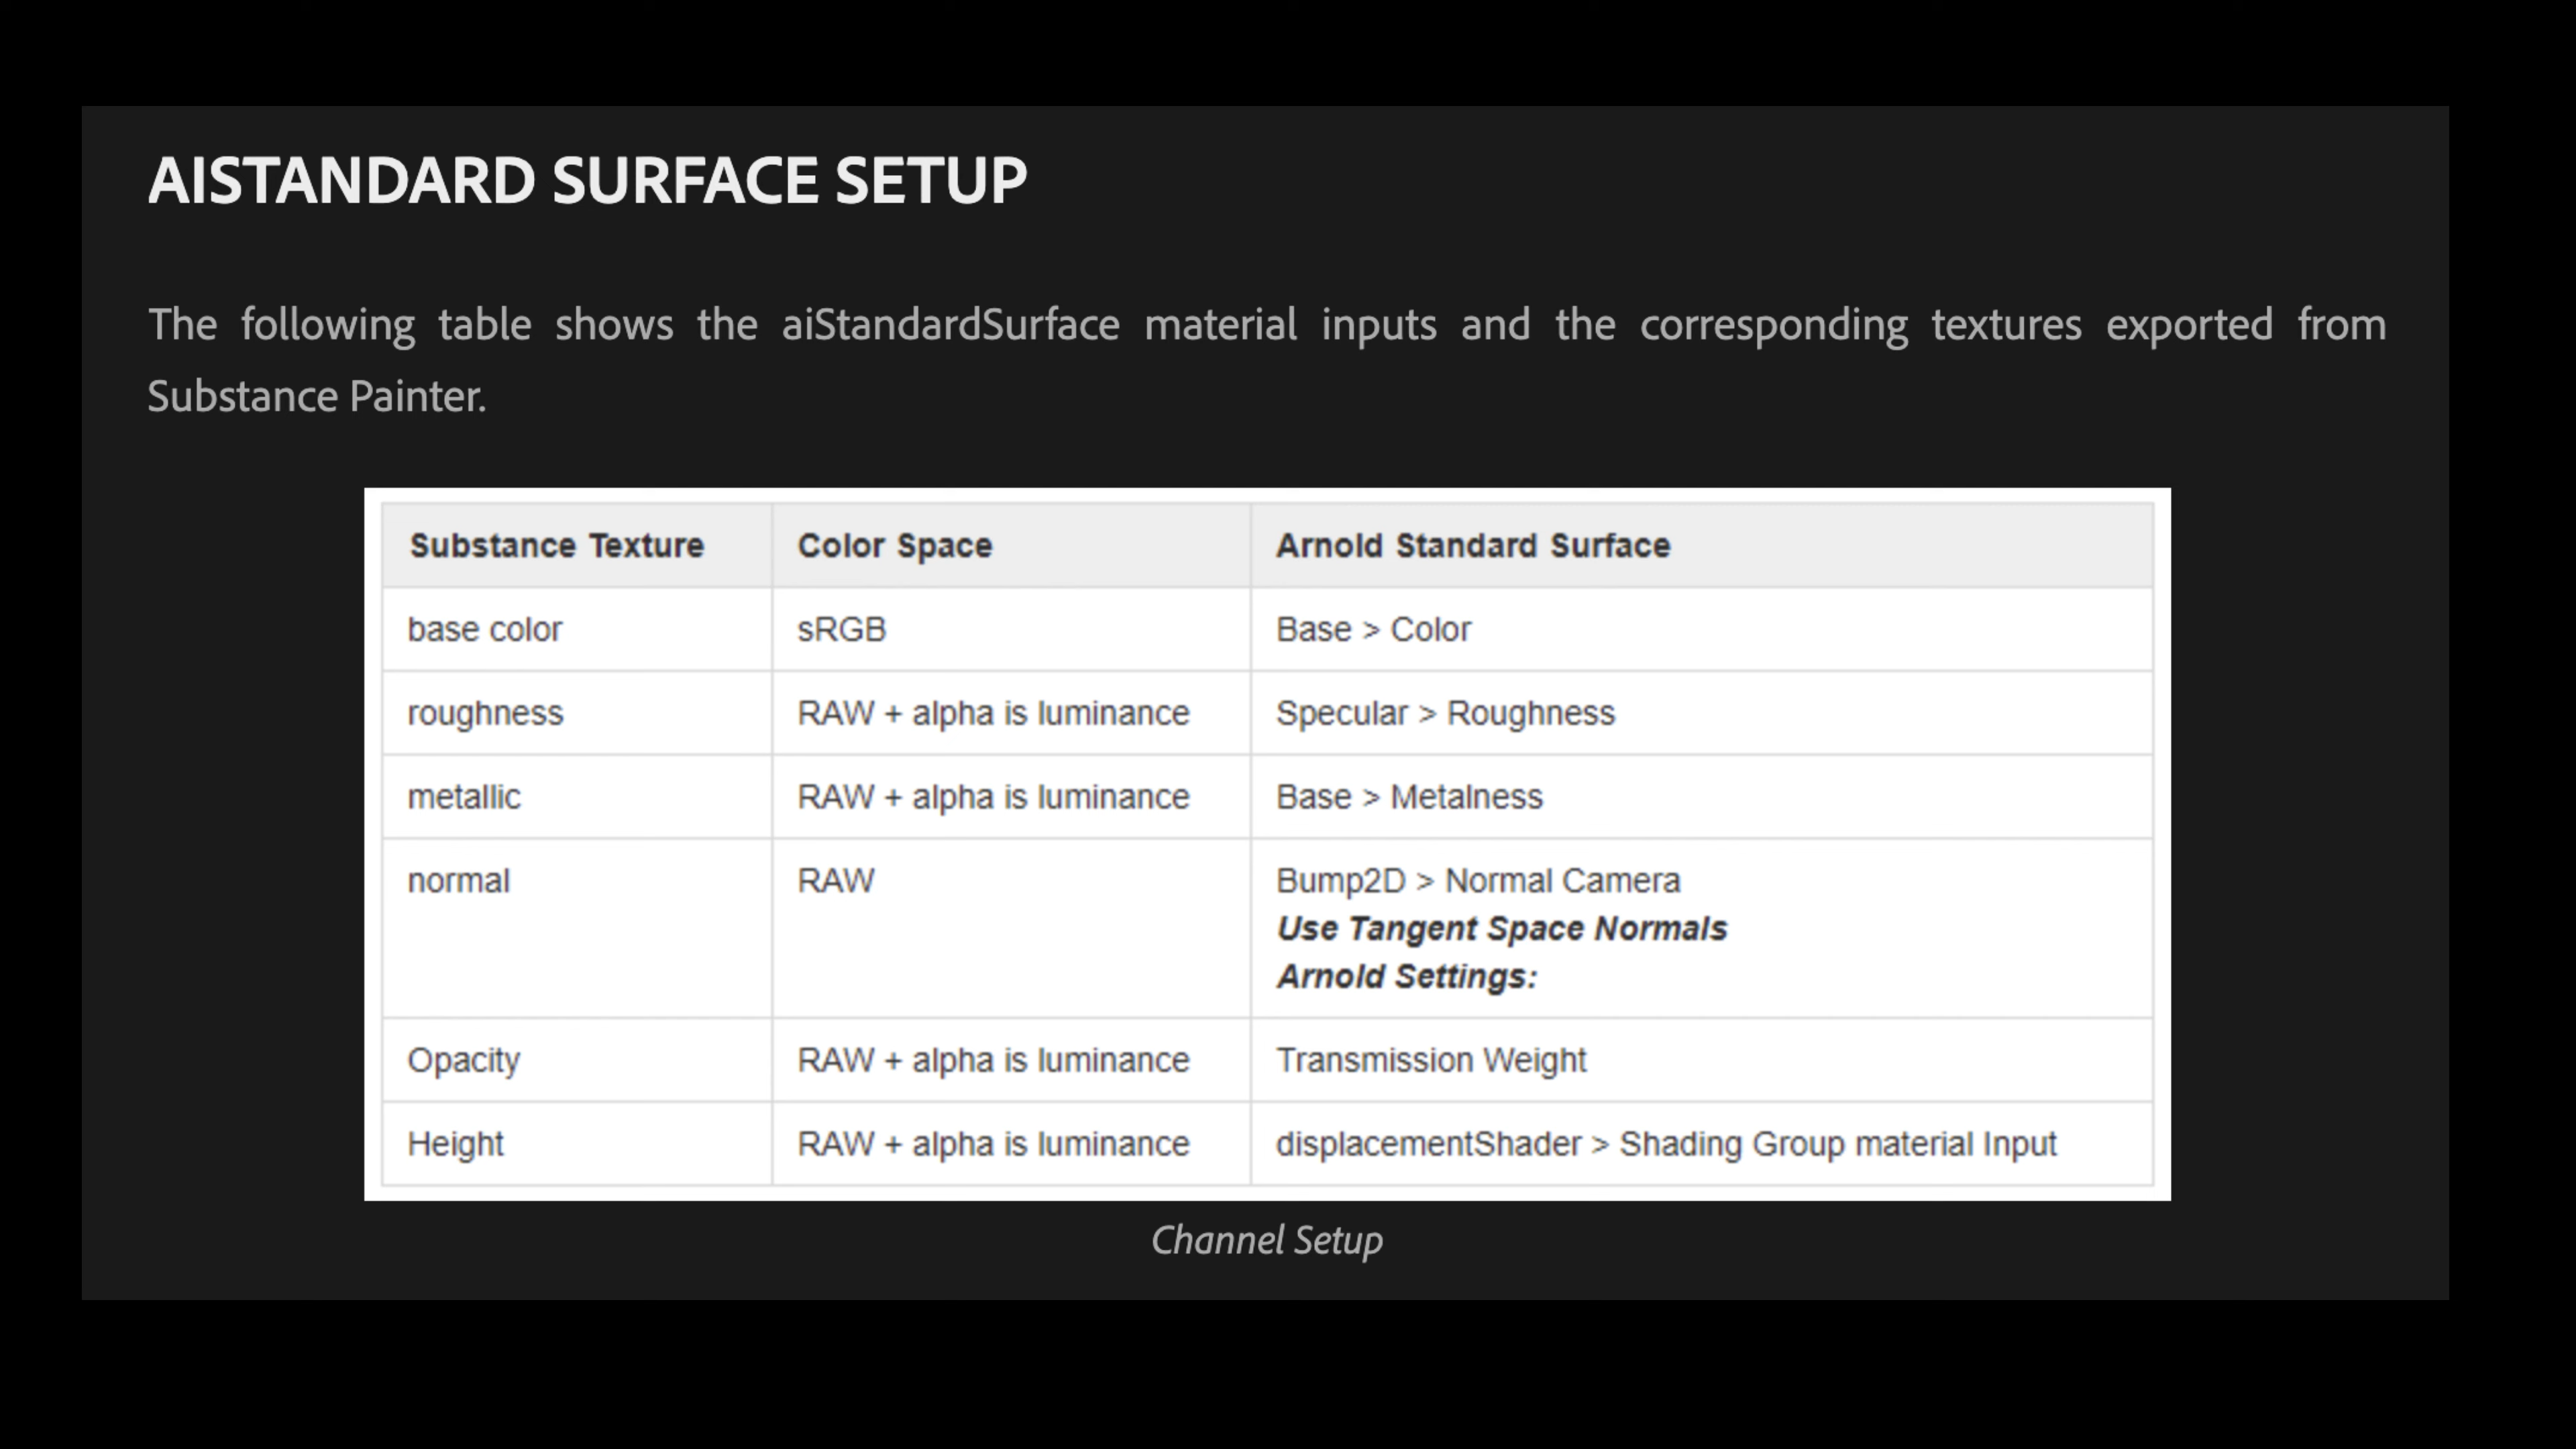 AISTANDARD SURFACE SETUP
The following table shows the aiStandardSurface material inputs and the corresponding textures exported from
Substance Painter.
Substance Texture Color Space Arnold Standard Surface
base color sRGB Base > Color
roughness RAW + alpha is luminance Specular > Roughness
metallic RAW + alpha is luminance Base > Metalness
normal RAW Bump2D > Normal Camera
Use Tangent Space Normals
Arnold Settings:
Opacity RAW + alpha is luminance Transmission Weight
Height RAW + alpha is luminance displacementShader > Shading Group material Input
Channel Setup